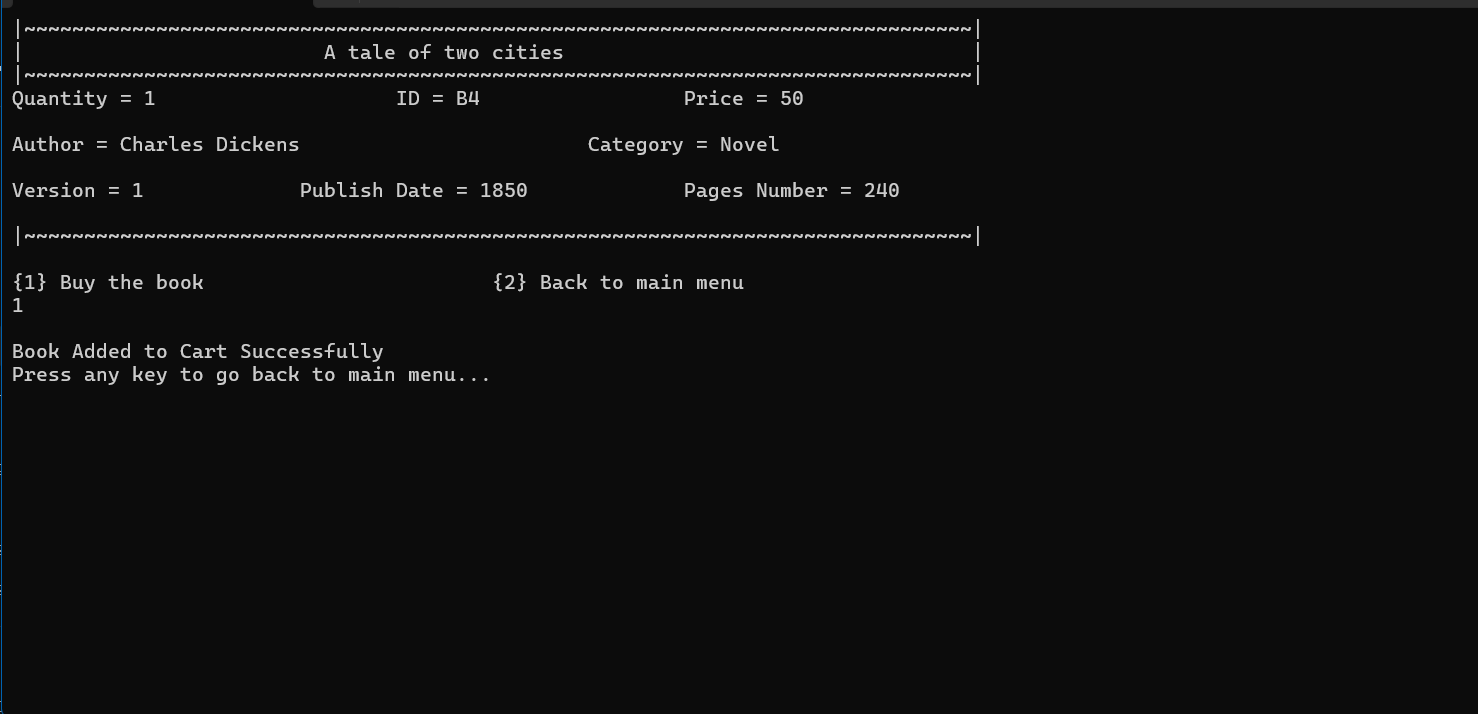 |~~~~~~~~~~~~~~~~~~~~~~~~~~~~~~~~~~~~~~~~~~~~~~~~~~~~~~~~~~~~~~~~~~~~~~~~~~~~~~~|
| A tale of two cities |
|~~~~~~~~~~~~~~~~~~~~~~~~~~~~~~~~~~~~~~~~~~~~~~~~~~~~~~~~~~~~~~~~~~~~~~~~~~~~~~~|
Quantity = 1 ID = B4 Price = 50
Author = Charles Dickens Category = Novel
Version = 1 Publish Date = 1850 Pages Number = 240
|~~~~~~~~~~~~~~~~~~~~~~~~~~~~~~~~~~~~~~~~~~~~~~~~~~~~~~~~~~~~~~~~~~~~~~~~~~~~~~~|
{1} Buy the book {2} Back to main menu
1
Book Added to Cart Successfully
Press any key to go back to main menu...